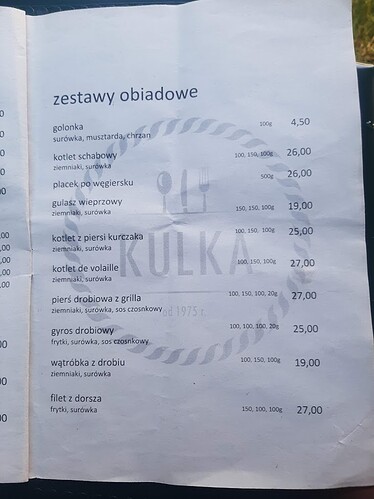 zestawy obiadowe
golonka 100g 4,50
surówka, musztarda, chrzan
kotlet schabowy 100, 150, 100g 26,00
ziemniaki, surówka
placek po węgiersku 500g 26,00
gulasz wieprzowy 150, 150, 100g 19,00
ziemniaki, surówka
kotlet z piersi kurczaka 100, 150, 100g 25,00
ziemniaki, surówka
kotlet de volaille 100, 150, 100g 27,00
ziemniaki, surówka
pierś drobiowa z grilla 100, 150, 100, 20g 27,00
ziemniaki, surówka, sos czosnkowy
gyros drobiowy 100, 100, 100, 20g 25,00
frytki, surówka, sos czosnkowy
wątróbka z drobiu 100, 150, 100g 19,00
ziemniaki, surówka
filet z dorsza
frytki, surówka 150, 100, 100g 27,00
KULKA
od 1975 r.